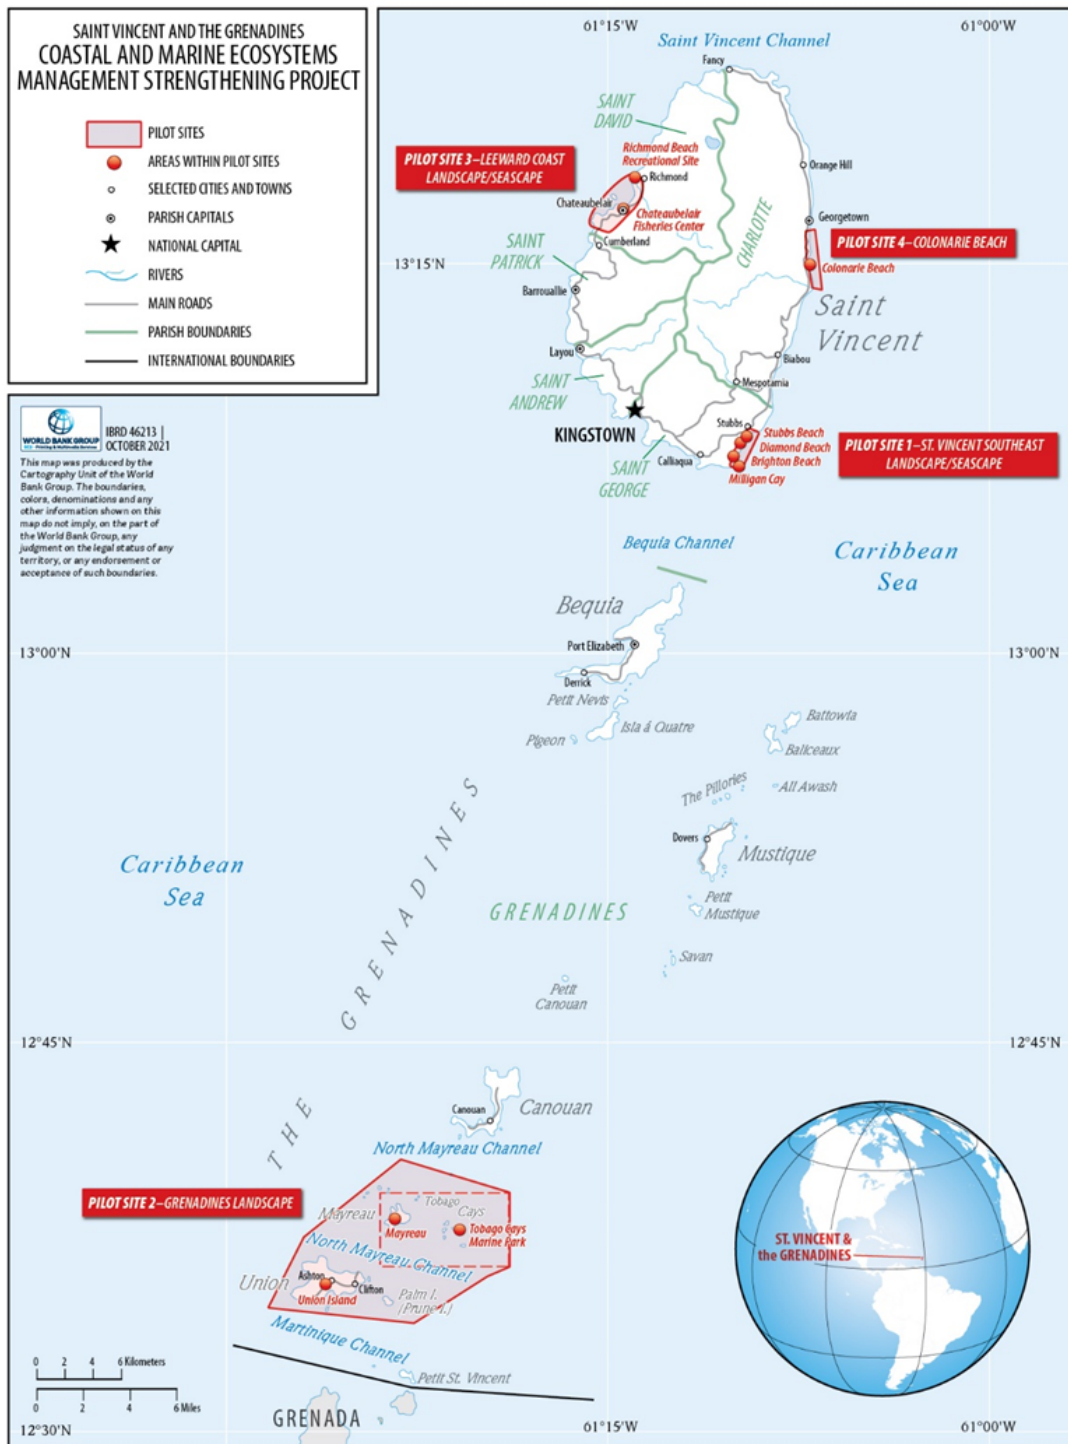 SAINT VINCENT AND THE GRENADINES
COASTAL AND MARINE ECOSYSTEMS
MANAGEMENT STRENGTHENING PROJECT
PILOT SITES
AREAS WITHIN PILOT SITES
SELECTED CITIES AND TOWNS
PARISH CAPITALS
NATIONAL CAPITAL
RIVERS
MAIN ROADS
PARISH BOUNDARIES
INTERNATIONAL BOUNDARIES
WORLD BANK GROUP
IBRD 46213 |
OCTOBER 2021
This map was produced by the
Cartography Unit of the World
Bank Group. The boundaries,
colors, denominations and any
other information shown on this
map do not imply, on the part of
the World Bank Group, any
judgment on the legal status of any
territory, or any endorsement or
acceptance of such boundaries.
61°15'W
61°00'W
Saint Vincent Channel
Fancy
SAINT
DAVID
Richmond Beach
Recreational Site
Richmond
Orange Hill
PILOT SITE 3–LEEWARD COAST
LANDSCAPE/SEASCAPE
Chateaubelair
Chateaubelair
Fisheries Center
Georgetown
CHARLOTTE
PILOT SITE 4–COLONARIE BEACH
Cumberland
SAINT
PATRICK
13°15'N
Colonarie Beach
Barrouallie
Saint
Vincent
Layou
Biabou
SAINT
ANDREW
Mespotamia
KINGSTOWN
Stubbs
Stubbs Beach
Diamond Beach
Brighton Beach
Milligan Cay
Calliaqua
SAINT
GEORGE
PILOT SITE 1–ST. VINCENT SOUTHEAST
LANDSCAPE/SEASCAPE
Bequia Channel
Caribbean
Sea
Bequia
Port Elizabeth
13°00'N
13°00'N
Derrick
Petit Nevis
Isla á Quatre
Pigeon
Battowia
Baliceaux
The Pillories
All Awash
Dovers
Mustique
Caribbean
Sea
Petit
Mustique
GRENADINES
Savan
Petit
Canouan
THE GRENADINES
12°45'N
12°45'N
Canouan
Canouan
North Mayreau Channel
PILOT SITE 2–GRENADINES LANDSCAPE
Tobago
Cays
Mayreau
Mayreau
Tobago Cays
Marine Park
North Mayreau Channel
Union
Ashton
Clifton
Union Island
Palm I.
(Prune I.)
Martinique Channel
Petit St. Vincent
GRENADA
ST. VINCENT &
the GRENADINES
0 2 4 6 Kilometers
0 2 4 6 Miles
12°30'N
61°15'W
61°00'W